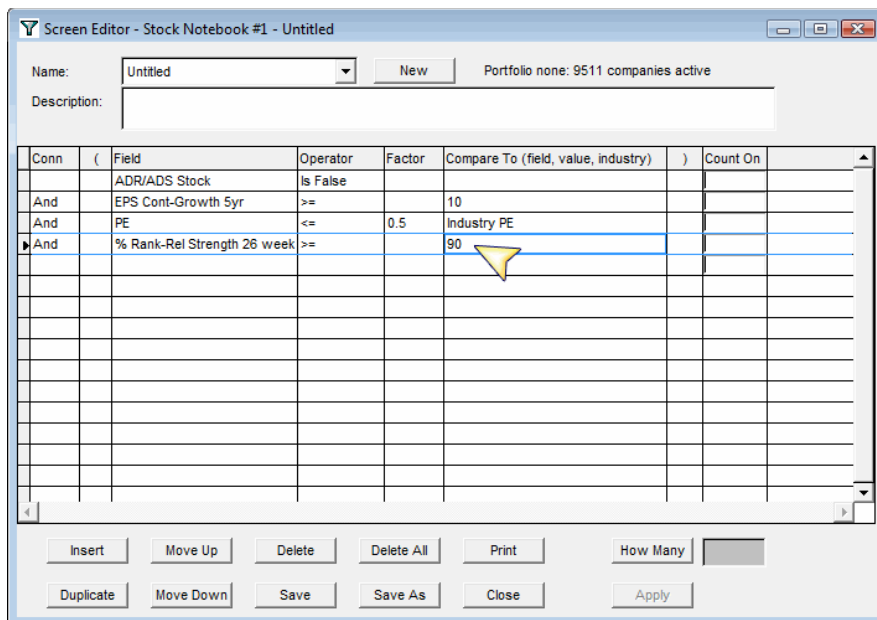 Screen Editor - Stock Notebook #1 - Untitled
Name: Untitled New Portfolio none: 9511 companies active
Description:
Conn ( Field Operator Factor Compare To (field, value, industry) ) Count On
ADR/ADS Stock Is False
And EPS Cont-Growth 5yr >= 10
And PE <= 0.5 Industry PE
And % Rank-Rel Strength 26 week >= 90
Insert Move Up Delete Delete All Print How Many
Duplicate Move Down Save Save As Close Apply